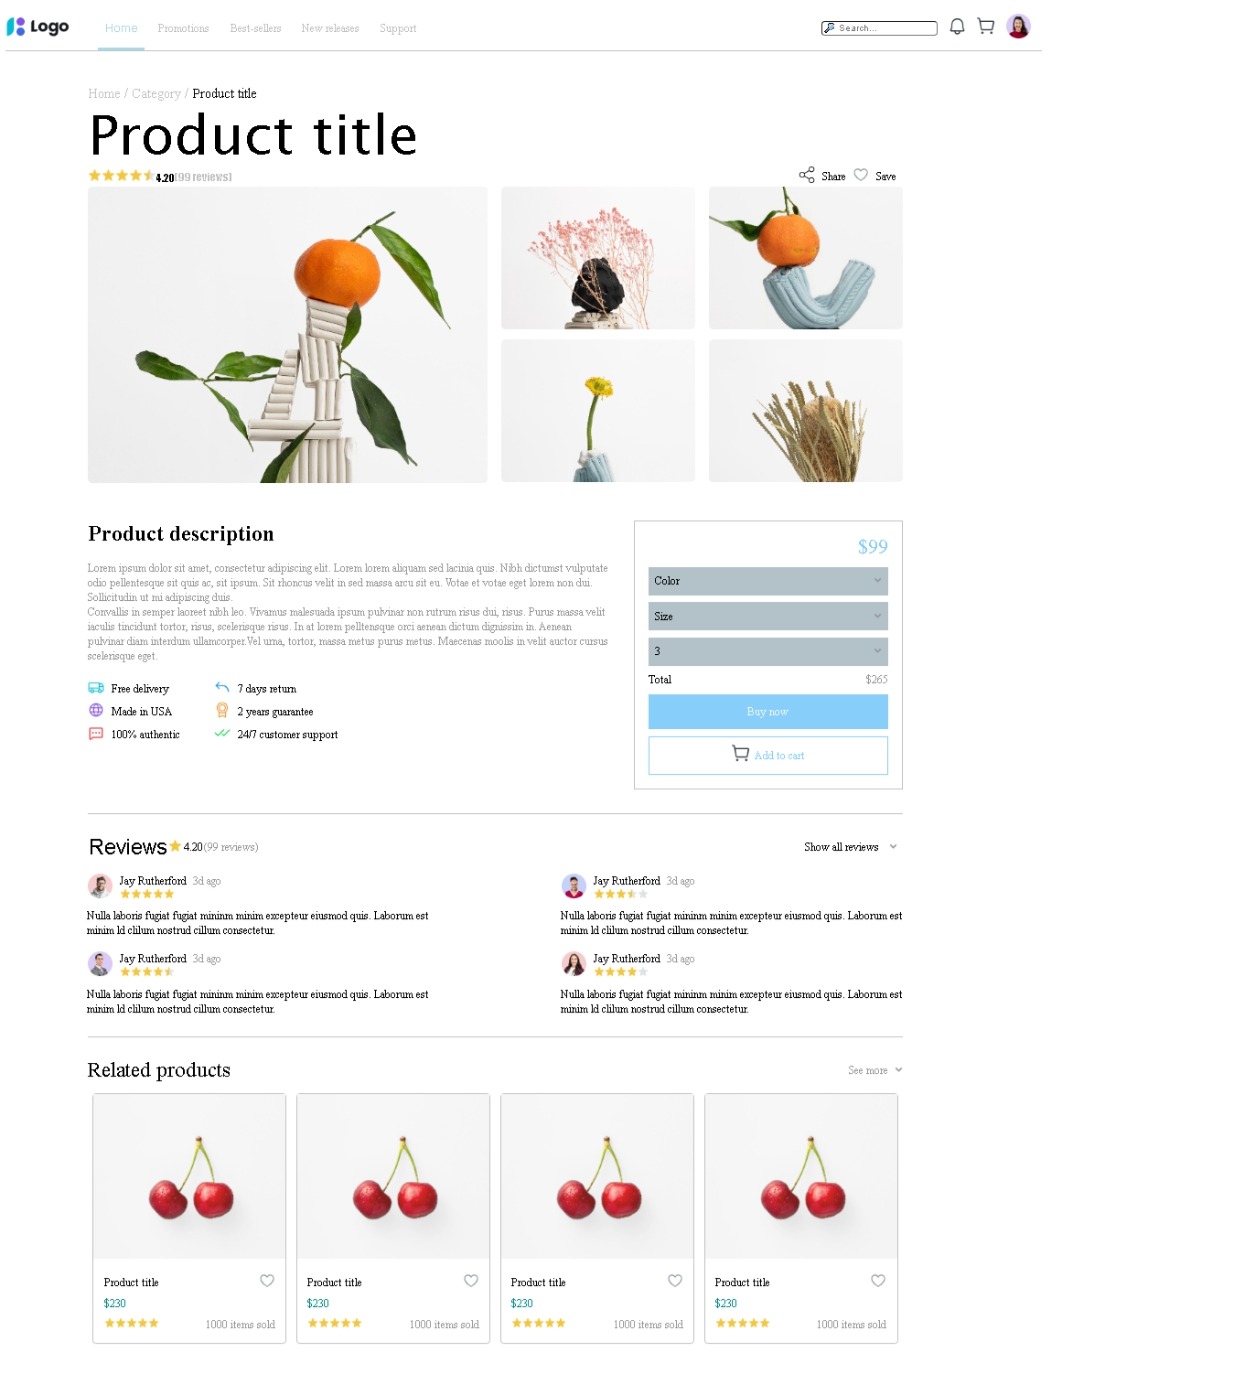 Logo
Home Promotions Best-sellers New releases Support Search...
Home / Category / Product title
Product title
4.20(99 reviews) Share Save
Product description
Lorem ipsum dolor sit amet, consectetur adipiscing elit. Lorem lorem aliquam sed lacinia quis. Nibh dictumst vulputate
odio pellentesque sit quis ac, sit ipsum. Sit rhoncus velit in sed massa arcu sit eu. Votae et votae eget lorem non dui.
Sollicitudin ut mi adipiscing duis.
Convallis in semper laoreet nibh leo. Vivamus malesuada ipsum pulvinar non rutrum risus dui, risus. Purus massa velit
iaculis tincidunt tortor, risus, scelerisque risus. In at lorem pelltensque orci aenean dictum dignissim in. Aenean
pulvinar diam interdum ullamcorper.Vel urna, tortor, massa metus purus metus. Maecenas moolis in velit auctor cursus
scelerisque eget.
Free delivery 7 days return
Made in USA 2 years guarantee
100% authentic 24/7 customer support
$99
Color
Size
3
Total $265
Buy now
Add to cart
Reviews 4.20(99 reviews) Show all reviews
Jay Rutherford 3d ago
Nulla laboris fugiat fugiat mininm minim excepteur eiusmod quis. Laborum est
minim Id clilum nostrud cillum consectetur.
Jay Rutherford 3d ago
Nulla laboris fugiat fugiat mininm minim excepteur eiusmod quis. Laborum est
minim Id clilum nostrud cillum consectetur.
Jay Rutherford 3d ago
Nulla laboris fugiat fugiat mininm minim excepteur eiusmod quis. Laborum est
minim Id clilum nostrud cillum consectetur.
Jay Rutherford 3d ago
Nulla laboris fugiat fugiat mininm minim excepteur eiusmod quis. Laborum est
minim Id clilum nostrud cillum consectetur.
Related products See more
Product title
$230
1000 items sold
Product title
$230
1000 items sold
Product title
$230
1000 items sold
Product title
$230
1000 items sold